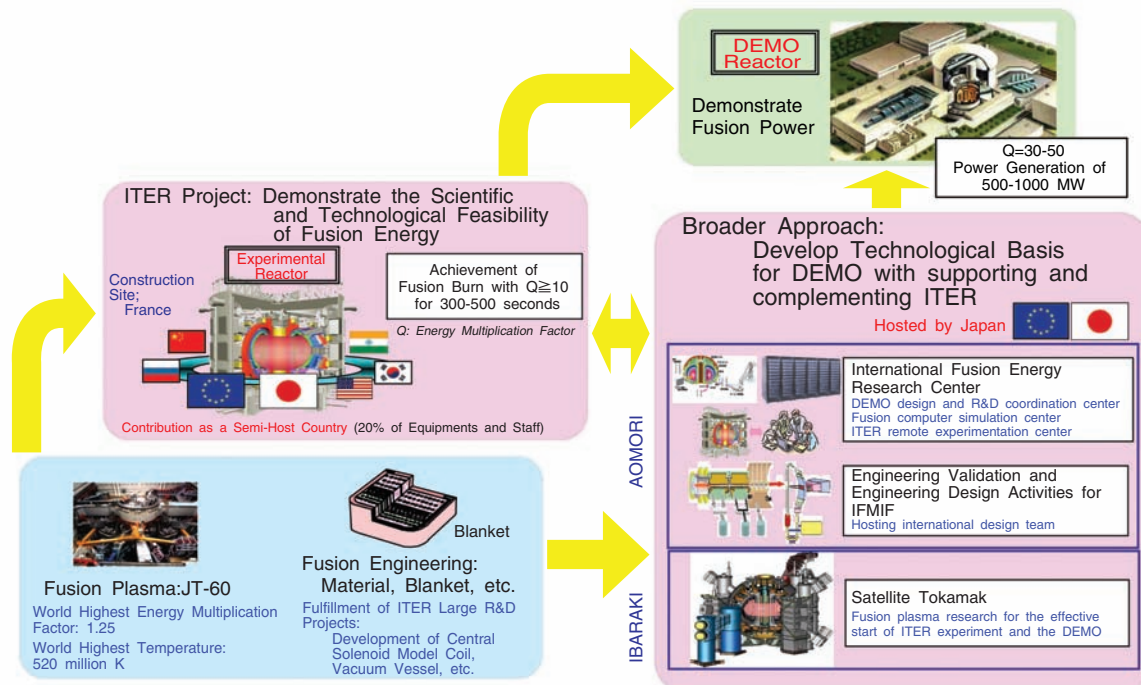 DEMO
Reactor
Demonstrate
Fusion Power
Q=30-50
Power Generation of
500-1000 MW
ITER Project: Demonstrate the Scientific
and Technological Feasibility
of Fusion Energy
Experimental
Reactor
Construction
Site;
France
Achievement of
Fusion Burn with Q≧10
for 300-500 seconds
Q: Energy Multiplication Factor
Contribution as a Semi-Host Country (20% of Equipments and Staff)
Broader Approach:
Develop Technological Basis
for DEMO with supporting and
complementing ITER
Hosted by Japan
AOMORI
International Fusion Energy
Research Center
DEMO design and R&D coordination center
Fusion computer simulation center
ITER remote experimentation center
Engineering Validation and
Engineering Design Activities for
IFMIF
Hosting international design team
IBARAKI
Satellite Tokamak
Fusion plasma research for the effective
start of ITER experiment and the DEMO
Fusion Plasma:JT-60
World Highest Energy Multiplication
Factor: 1.25
World Highest Temperature:
520 million K
Blanket
Fusion Engineering:
Material, Blanket, etc.
Fulfillment of ITER Large R&D
Projects:
Development of Central
Solenoid Model Coil,
Vacuum Vessel, etc.